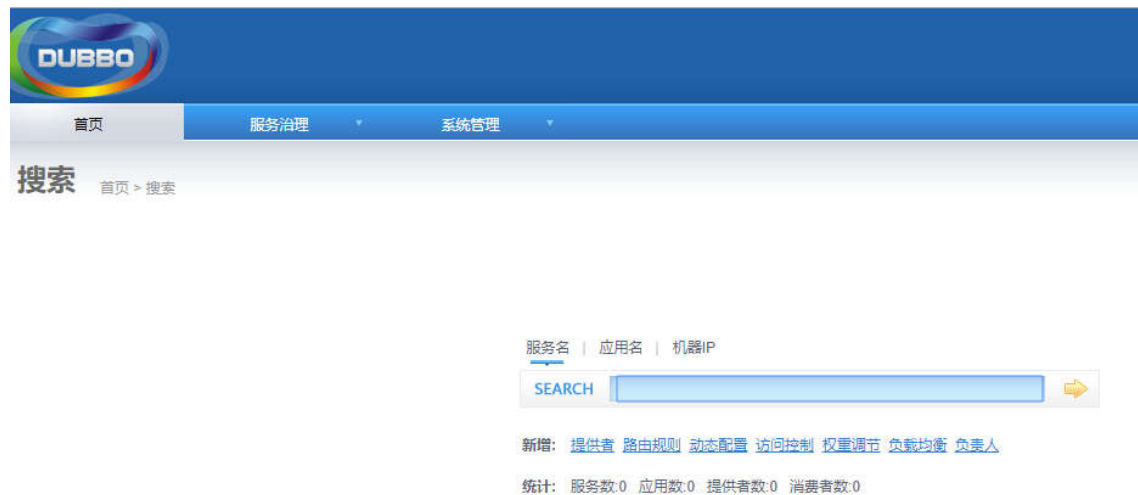 DUBBO
首页 服务治理 系统管理
搜索 首页 > 搜索
服务名 | 应用名 | 机器IP
SEARCH
新增: 提供者 路由规则 动态配置 访问控制 权重调节 负载均衡 负责人
统计: 服务数:0 应用数:0 提供者数:0 消费者数:0